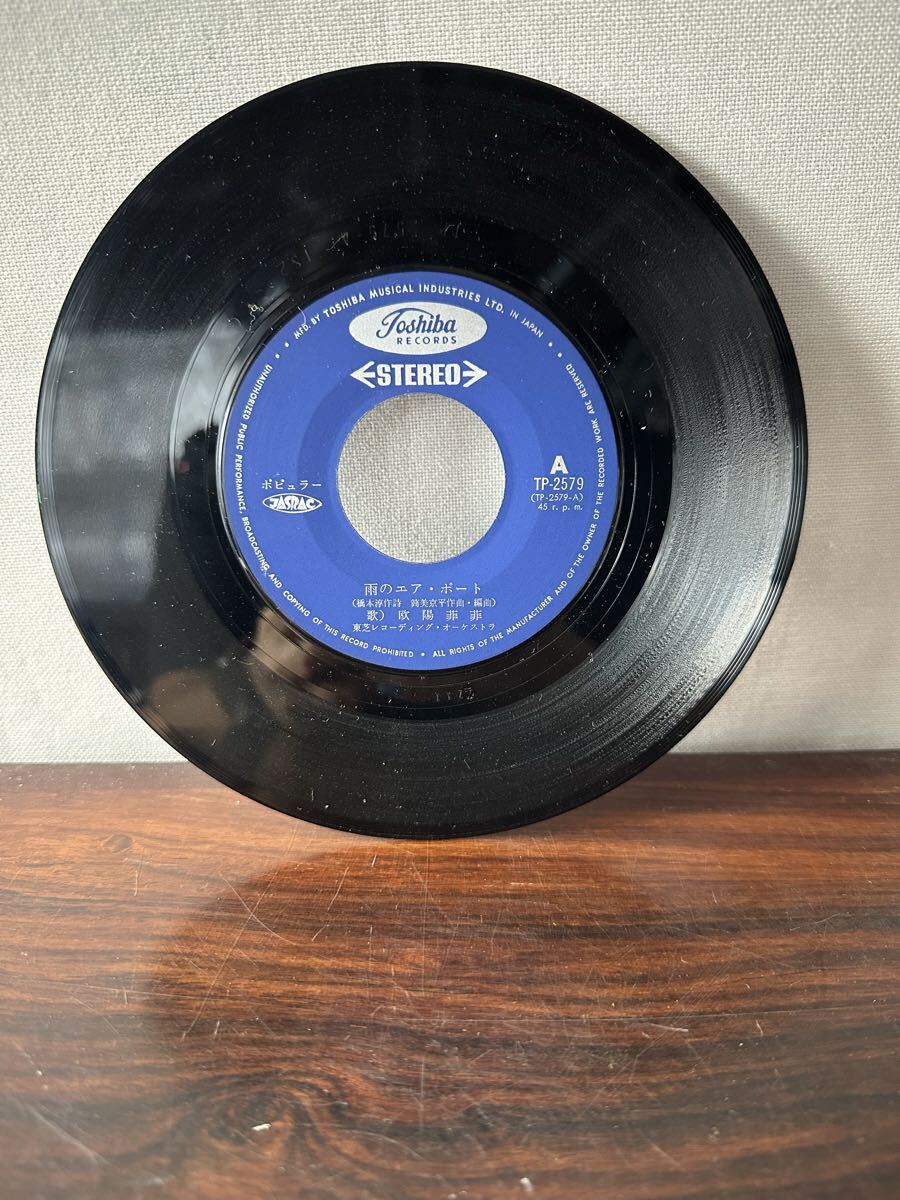 MFD. BY TOSHIBA MUSICAL INDUSTRIES LTD. IN JAPAN
Toshiba
RECORDS
STEREO
ポピュラー
JASRAC
A
TP-2579
(TP-2579-A)
45 r. p. m.
雨のエア・ポート
(橋本淳作詩 筒美京平作曲・編曲)
歌) 欧陽菲菲
東芝レコーディング・オーケストラ
UNAUTHORIZED PUBLIC PERFORMANCE, BROADCASTING AND COPYING OF THIS RECORD PROHIBITED • ALL RIGHTS OF THE MANUFACTURER AND OF THE OWNER OF THE RECORDED WORK ARE RESERVED